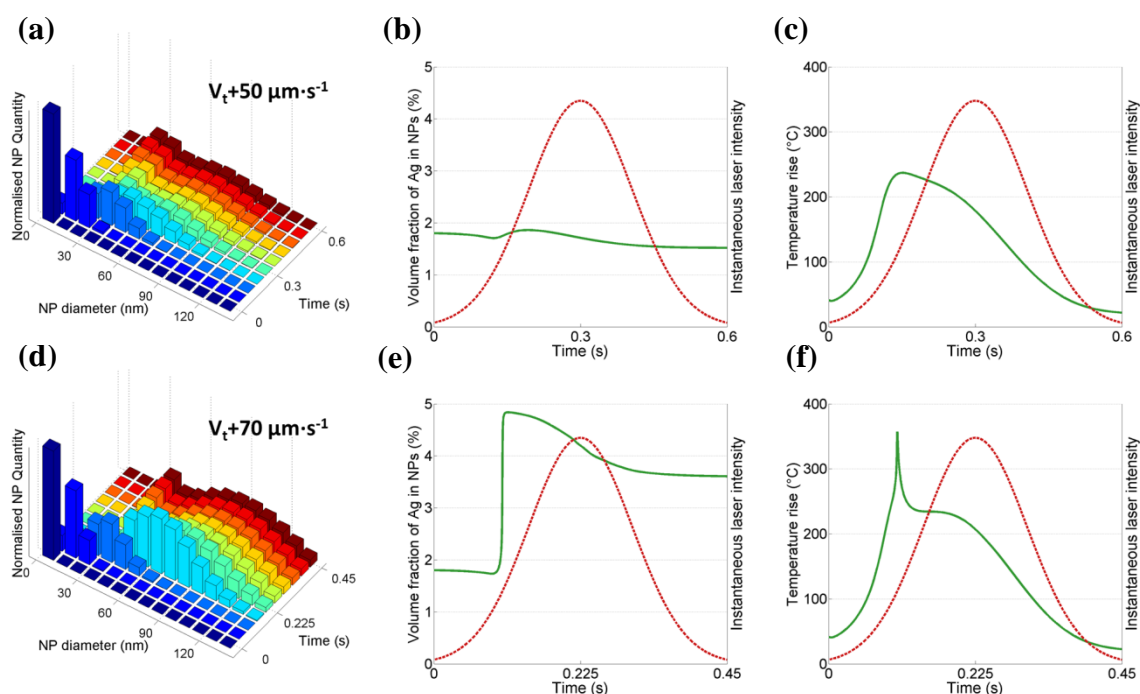 (a)
Normalised NP Quantity
V_t+50 µm·s⁻¹
20
30
60
90
120
NP diameter (nm)
0
0.3
0.6
Time (s)
(b)
Volume fraction of Ag in NPs (%)
5
4
3
2
1
0
0
0.3
0.6
Time (s)
Instantaneous laser intensity
(c)
Temperature rise (°C)
400
300
200
100
0
0
0.3
0.6
Time (s)
Instantaneous laser intensity
(d)
Normalised NP Quantity
V_t+70 µm·s⁻¹
20
30
60
90
120
NP diameter (nm)
0
0.225
0.45
Time (s)
(e)
Volume fraction of Ag in NPs (%)
5
4
3
2
1
0
0
0.225
0.45
Time (s)
Instantaneous laser intensity
(f)
Temperature rise (°C)
400
300
200
100
0
0
0.225
0.45
Time (s)
Instantaneous laser intensity